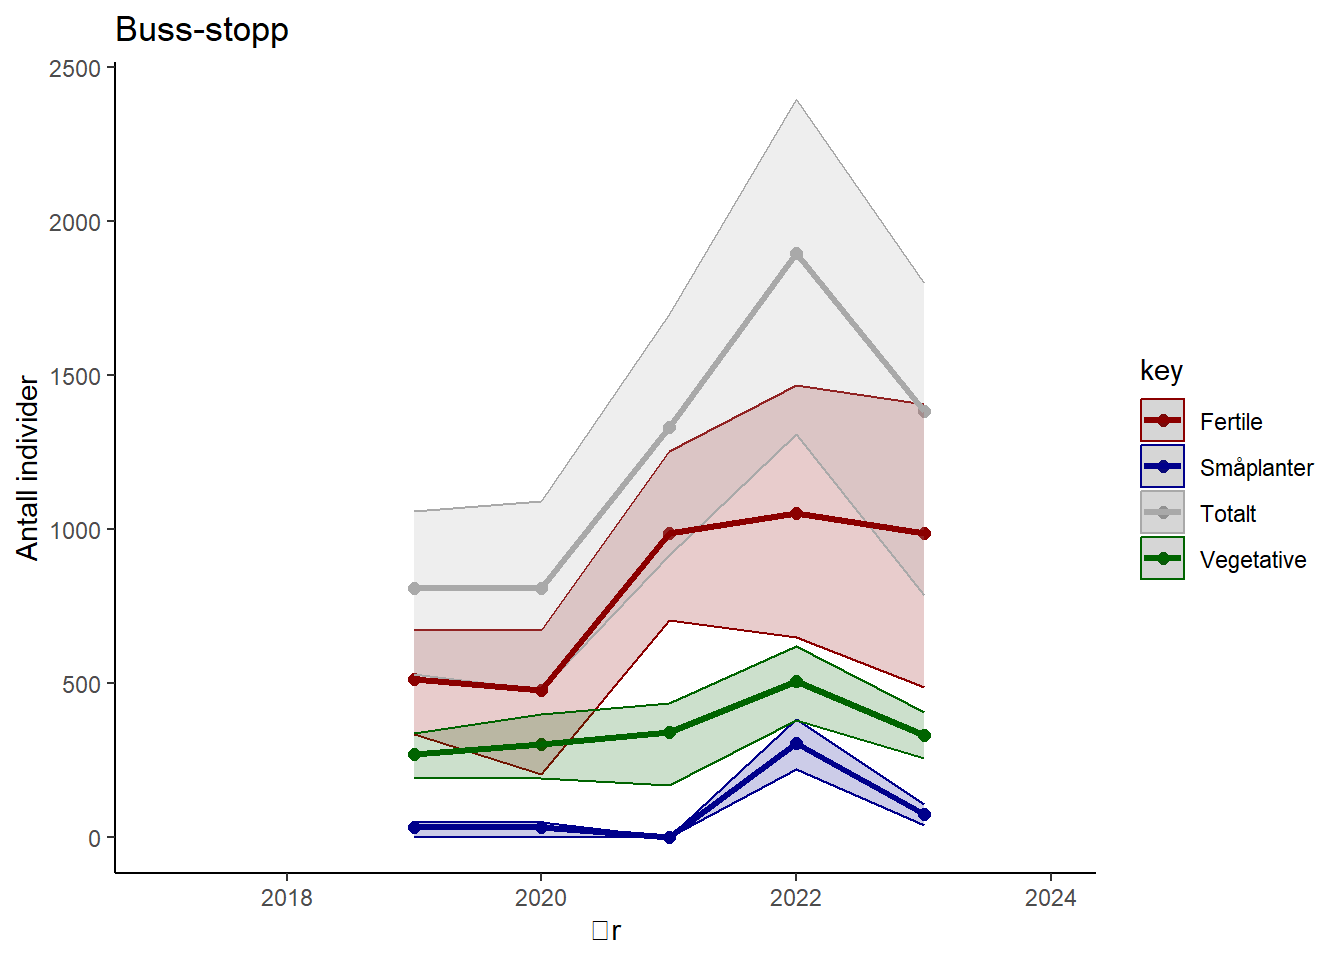 Buss-stopp
2500
2000
1500
1000
500
0
Antall individer
2018
2020
2022
2024
□r
key
Fertile
Småplanter
Totalt
Vegetative